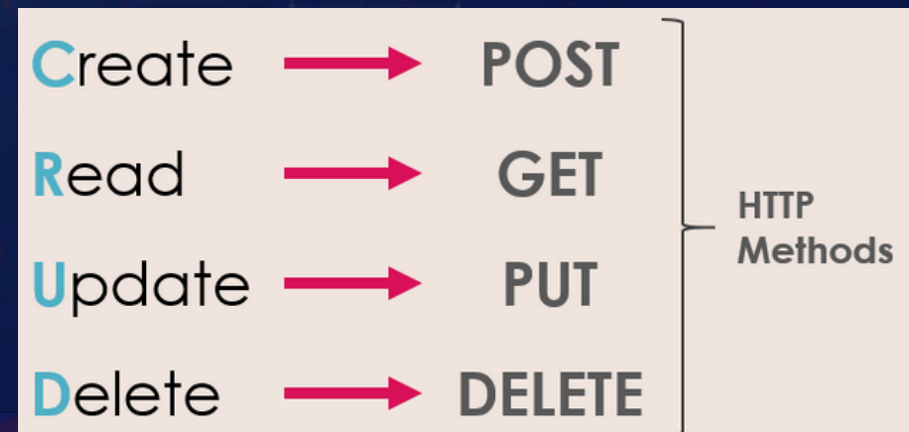 Create POST
Read GET
Update PUT
Delete DELETE
HTTP
Methods